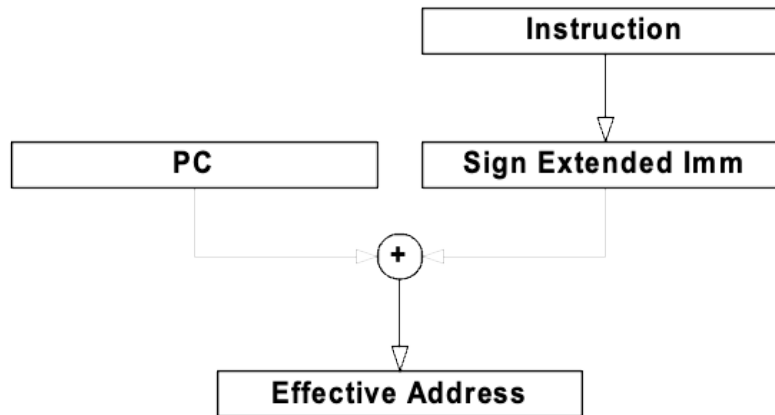 Instruction
PC
Sign Extended Imm
+
Effective Address